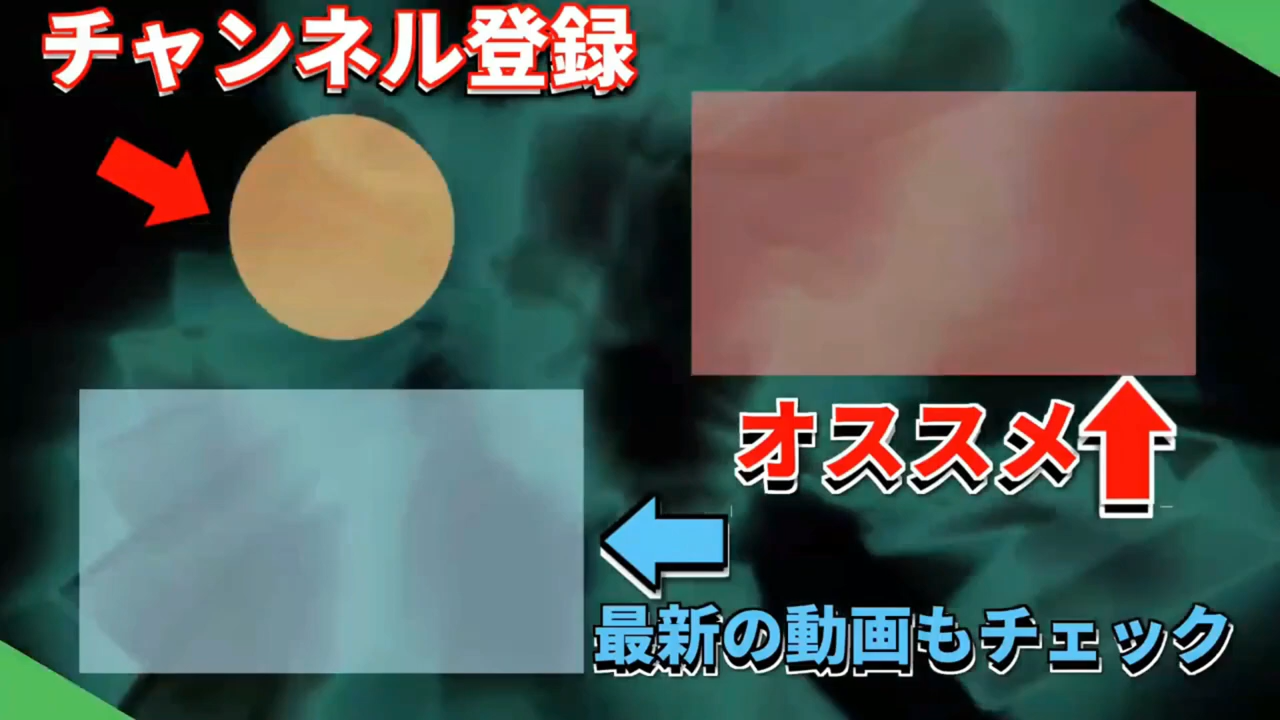 チャンネル登録
オススメ
最新の動画もチェック